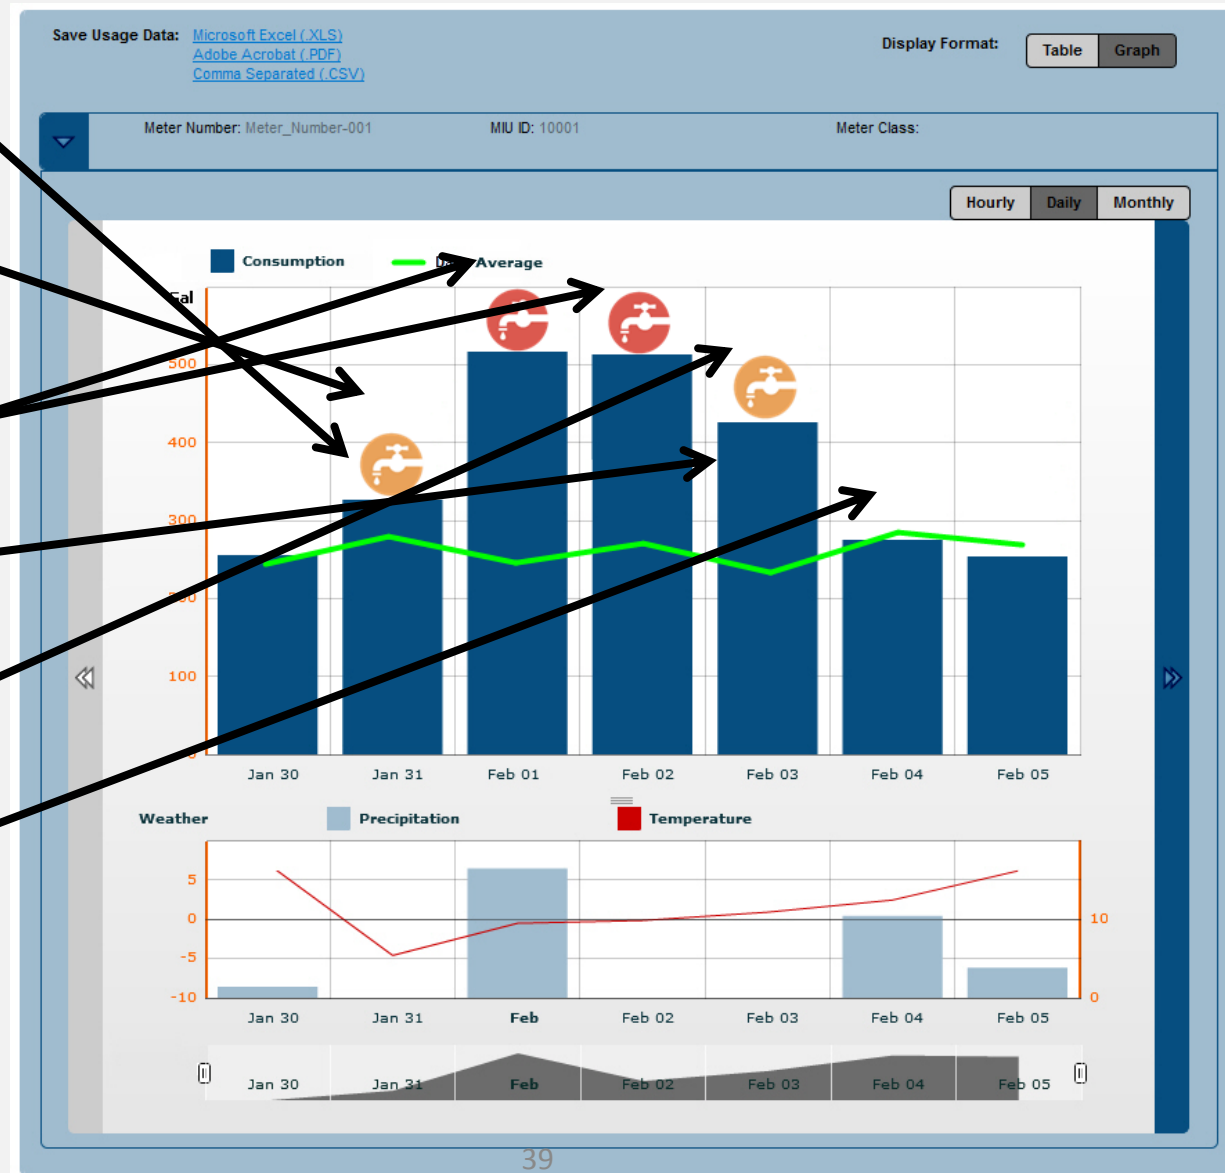 Save Usage Data: Microsoft Excel (.XLS)
Adobe Acrobat (.PDF)
Comma Separated (.CSV)
Display Format: Table Graph
Meter Number: Meter_Number-001 MIU ID: 10001 Meter Class:
Hourly Daily Monthly
Consumption Average
500
400
300
100
Jan 30 Jan 31 Feb 01 Feb 02 Feb 03 Feb 04 Feb 05
Weather Precipitation Temperature
5
0 10
-5
-10 0
Jan 30 Jan 31 Feb Feb 02 Feb 03 Feb 04 Feb 05
Jan 30 Jan 31 Feb Feb 02 Feb 03 Feb 04 Feb 05
39